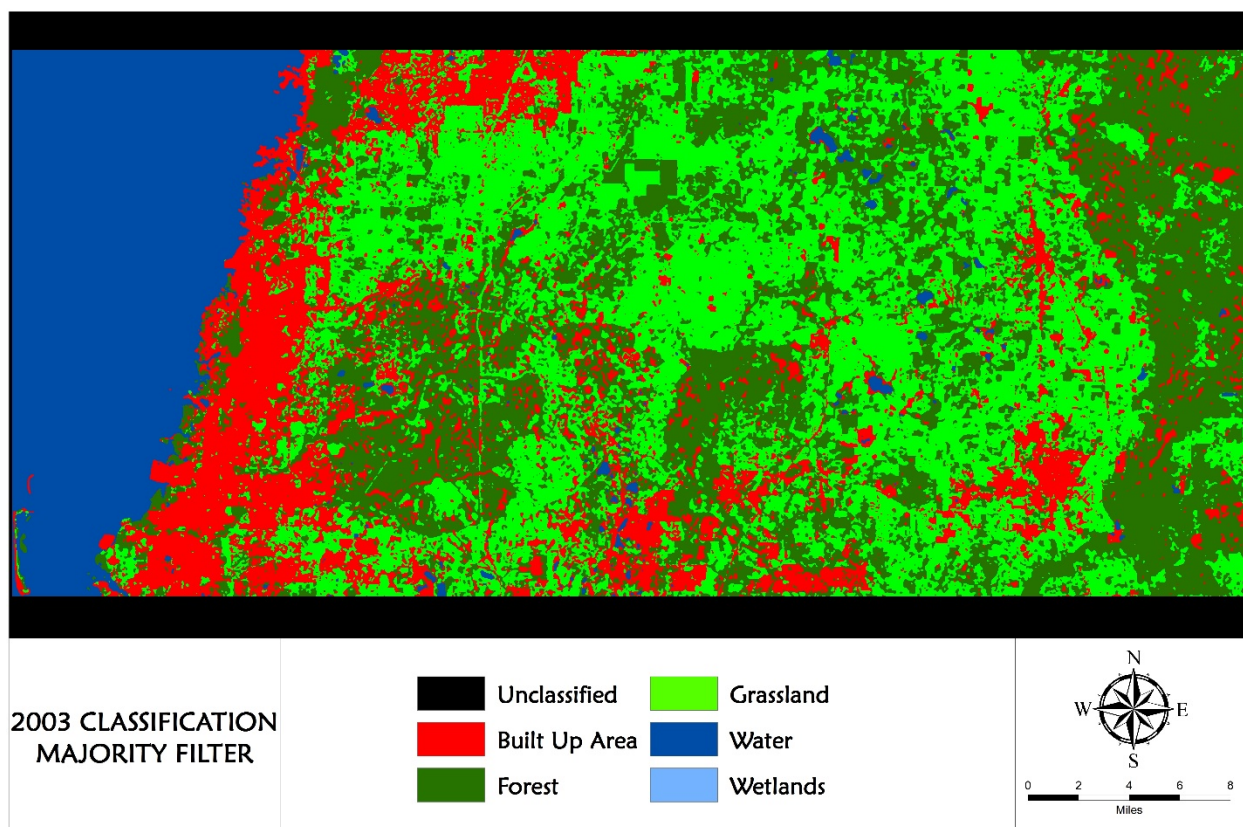 2003 CLASSIFICATION
MAJORITY FILTER
Unclassified
Built Up Area
Forest
Grassland
Water
Wetlands
N
W E
S
0 2 4 6 8
Miles